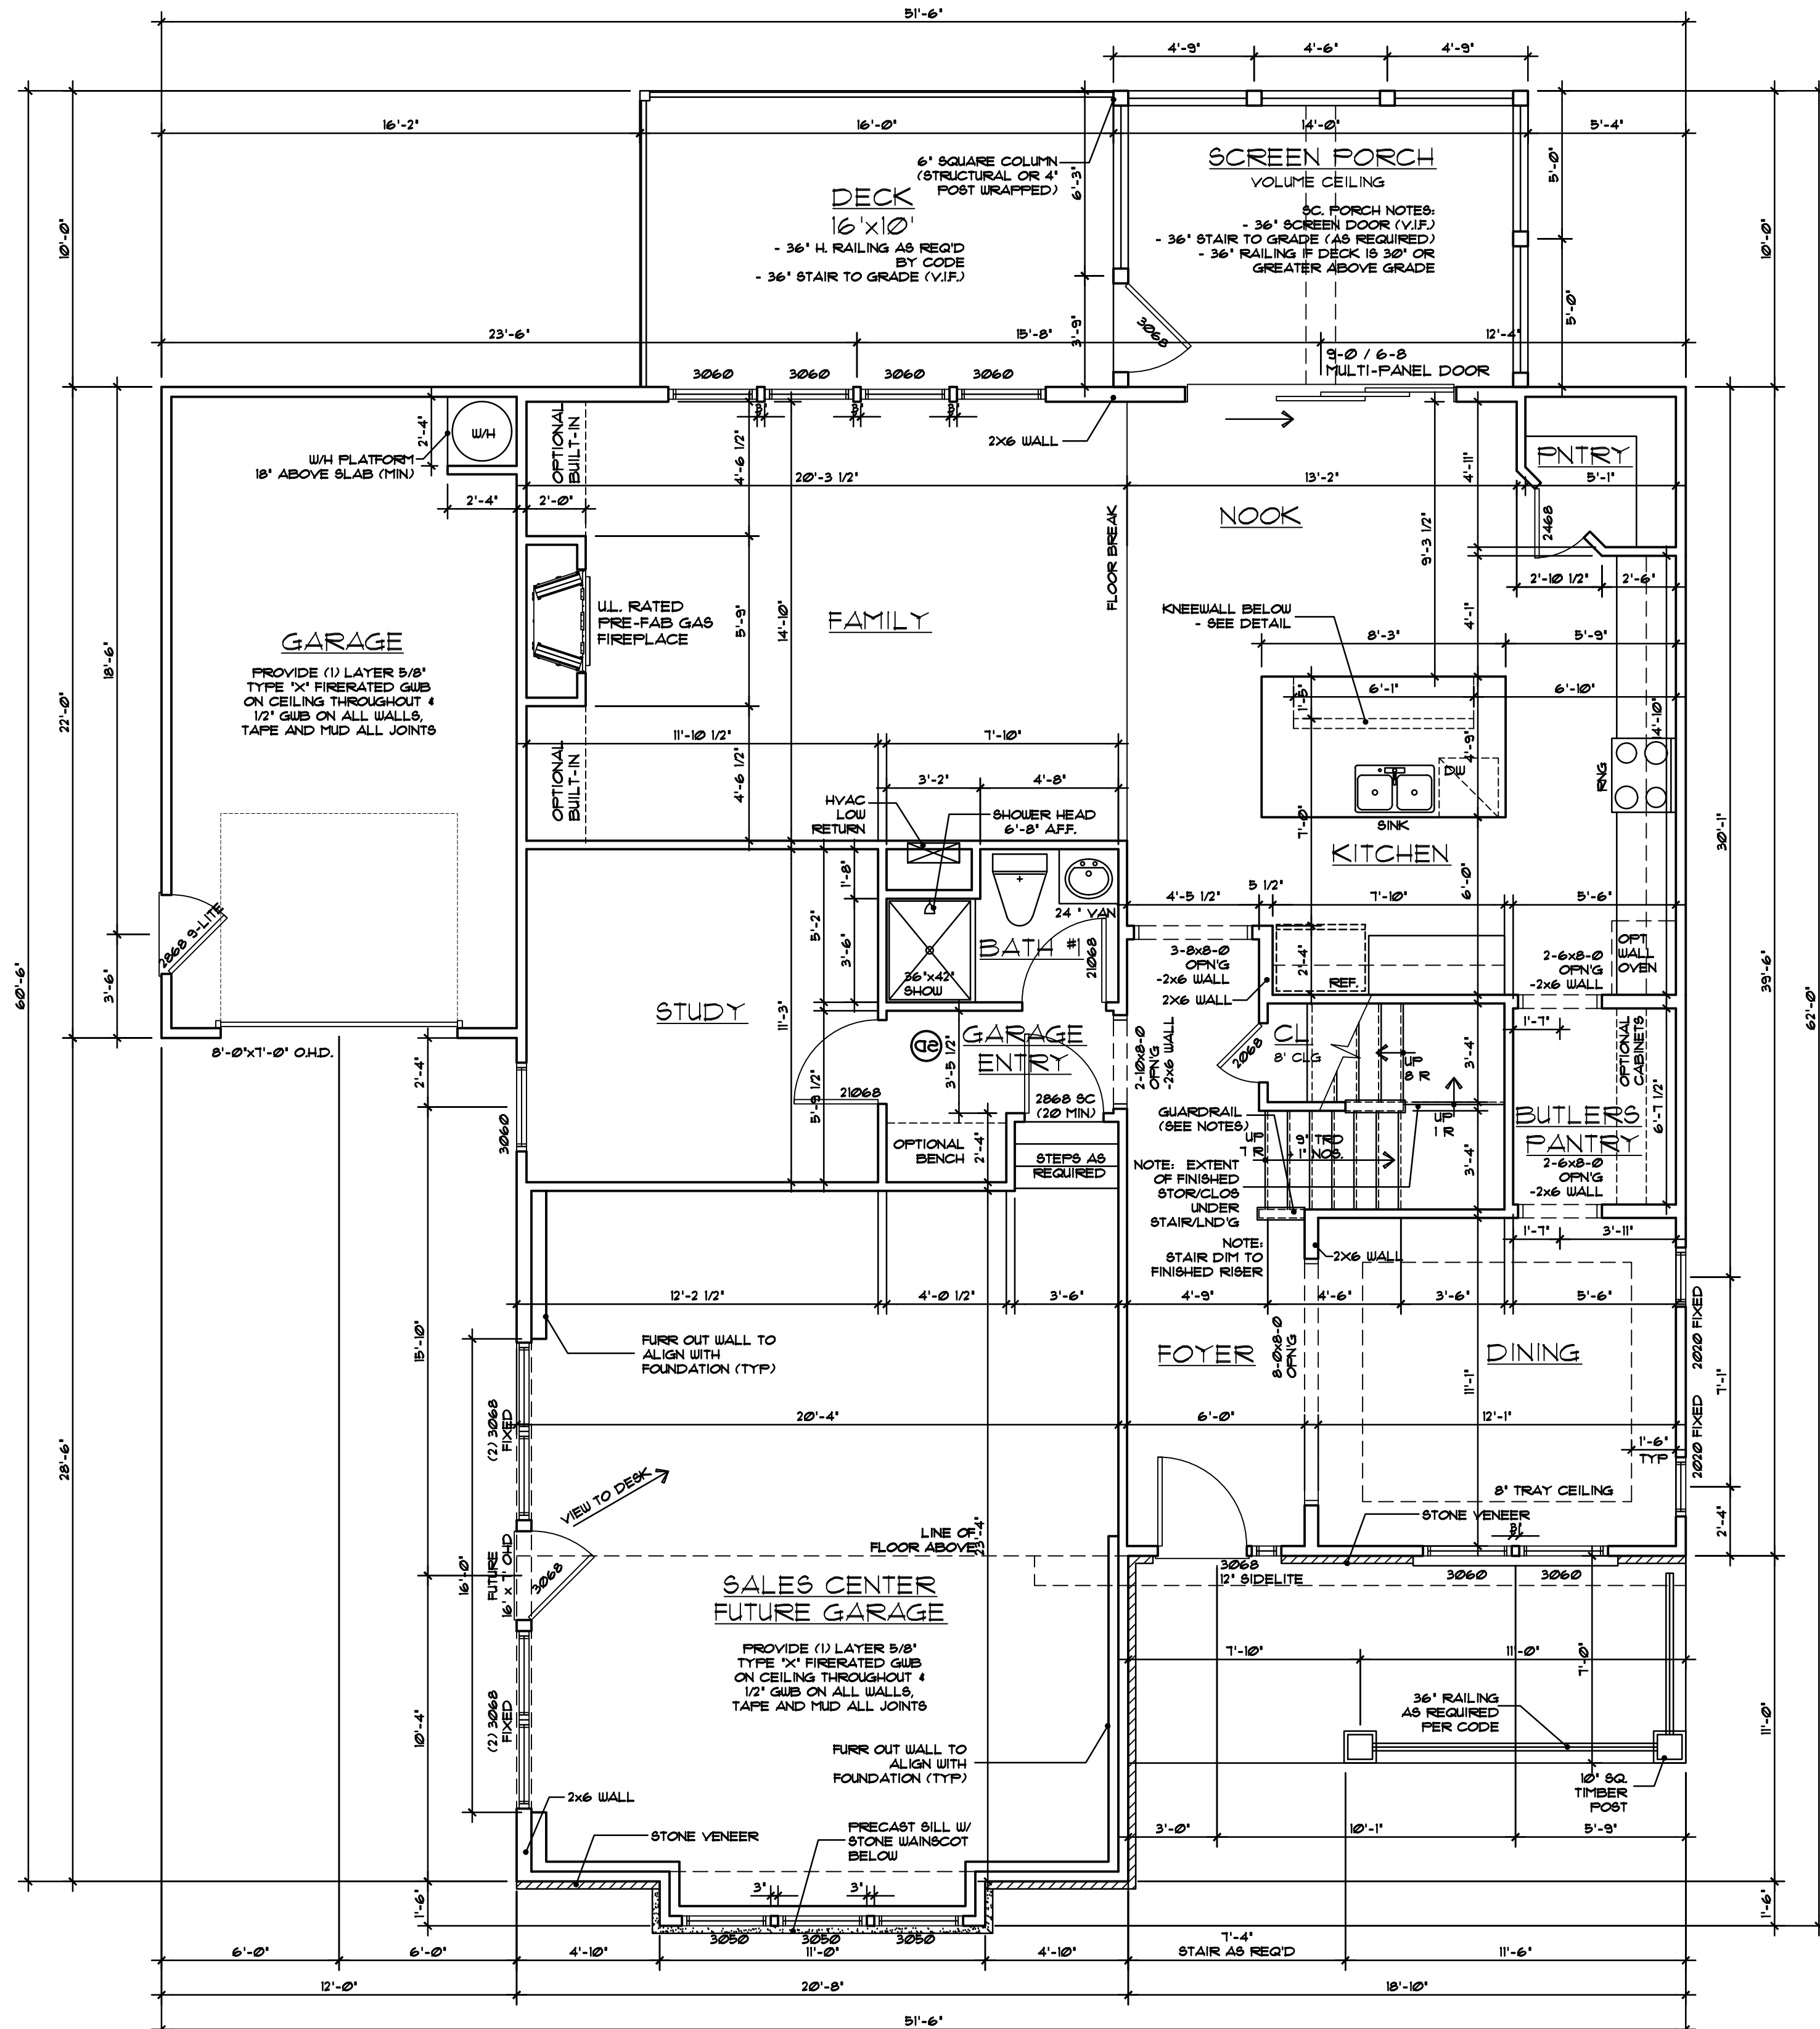 51'-6"
4'-9" 4'-6" 4'-9"
16'-2" 16'-0" 14'-0" 5'-4"
6" SQUARE COLUMN
(STRUCTURAL OR 4"
POST WRAPPED)
6'-3"
SCREEN PORCH
VOLUME CEILING
5'-0"
DECK
16'x10'
- 36" H. RAILING AS REQ'D
BY CODE
- 36" STAIR TO GRADE (V.I.F.)
SC. PORCH NOTES:
- 36" SCREEN DOOR (V.I.F.)
- 36" STAIR TO GRADE (AS REQUIRED)
- 36" RAILING IF DECK IS 30" OR
GREATER ABOVE GRADE
10'-0"
10'-0"
5'-0"
23'-6" 15'-8" 12'-4"
3'-9"
3068
9-0 / 6-8
MULTI-PANEL DOOR
3060 3060 3060 3060
3" 3" 3"
2X6 WALL
W/H
2'-4"
W/H PLATFORM
18" ABOVE SLAB (MIN)
OPTIONAL
BUILT-IN
4'-6 1/2"
2'-4" 2'-0"
20'-3 1/2" 13'-2" 5'-1"
4'-11"
PNTRY
2468
NOOK
9'-3 1/2"
FLOOR BREAK
2'-10 1/2" 2'-6"
U.L. RATED
PRE-FAB GAS
FIREPLACE
5'-9"
14'-10"
FAMILY
KNEEWALL BELOW
- SEE DETAIL
4'-1"
8'-3" 5'-9"
GARAGE
PROVIDE (1) LAYER 5/8"
TYPE "X" FIRERATED GWB
ON CEILING THROUGHOUT &
1/2" GWB ON ALL WALLS,
TAPE AND MUD ALL JOINTS
18'-6"
22'-0"
1'-5"
6'-1" 6'-10"
14'-10"
11'-10 1/2" 7'-10"
4'-9"
DW
RNG
SINK
OPTIONAL
BUILT-IN
4'-6 1/2"
3'-2" 4'-8"
HVAC
LOW
RETURN
SHOWER HEAD
6'-8" A.F.F.
7'-0"
KITCHEN
30'-1"
1'-8"
5'-2"
3'-6"
24 " VAN
BATH #1
36"x42"
SHOW
21068
4'-5 1/2" 5 1/2" 7'-10" 5'-6"
6'-0"
3-8x8-0
OPN'G
-2x6 WALL
2X6 WALL
2'-4"
REF.
2-6x8-0
OPN'G
-2x6 WALL
OPT
WALL
OVEN
2868 9-LITE
3'-6"
60'-6"
39'-6"
62'-0"
STUDY
11'-3"
SD
GARAGE
ENTRY
3'-5 1/2"
5'-9 1/2"
21068
2868 SC
(20 MIN)
2-10x8-0
OPN'G
-2x6 WALL
CL
8' CLG
2068
UP
8 R
1'-7"
3'-4"
OPTIONAL
CABINETS
8'-0"x7'-0" O.H.D.
2'-4"
3060
OPTIONAL
BENCH
2'-4"
STEPS AS
REQUIRED
GUARDRAIL
(SEE NOTES)
UP
7 R
9" TRD
+ 1" NOS.
UP
1 R
3'-4"
BUTLERS
PANTRY
6'-7 1/2"
2-6x8-0
OPN'G
-2x6 WALL
NOTE: EXTENT
OF FINISHED
STOR/CLOS
UNDER
STAIR/LND'G
NOTE:
STAIR DIM TO
FINISHED RISER
2X6 WALL
1'-7" 3'-11"
12'-2 1/2" 4'-0 1/2" 3'-6" 4'-9" 4'-6" 3'-6" 5'-6"
FURR OUT WALL TO
ALIGN WITH
FOUNDATION (TYP)
15'-10"
FOYER
8-0x8-0
OPN'G
DINING
11'-1"
2020 FIXED
7'-1"
2020 FIXED
28'-6"
(2) 3068
FIXED
20'-4" 6'-0" 12'-1"
1'-6"
TYP
8" TRAY CEILING
VIEW TO DESK
STONE VENEER
2'-4"
3"
LINE OF
FLOOR ABOVE
23'-4"
16'-0"
FUTURE
16' x 7' OHD
3068
3068
12" SIDELITE
3060 3060
SALES CENTER
FUTURE GARAGE
PROVIDE (1) LAYER 5/8"
TYPE "X" FIRERATED GWB
ON CEILING THROUGHOUT &
1/2" GWB ON ALL WALLS,
TAPE AND MUD ALL JOINTS
7'-10" 11'-0"
7'-0"
36" RAILING
AS REQUIRED
PER CODE
11'-0"
10'-4"
(2) 3068
FIXED
FURR OUT WALL TO
ALIGN WITH
FOUNDATION (TYP)
10" SQ.
TIMBER
POST
2x6 WALL
STONE VENEER
PRECAST SILL W/
STONE WAINSCOT
BELOW
3'-0" 10'-1" 5'-9"
3" 3"
1'-6"
1'-6"
3050 3050 3050
6'-0" 6'-0" 4'-10" 11'-0" 4'-10"
7'-4"
STAIR AS REQ'D
11'-6"
12'-0" 20'-8" 18'-10"
51'-6"